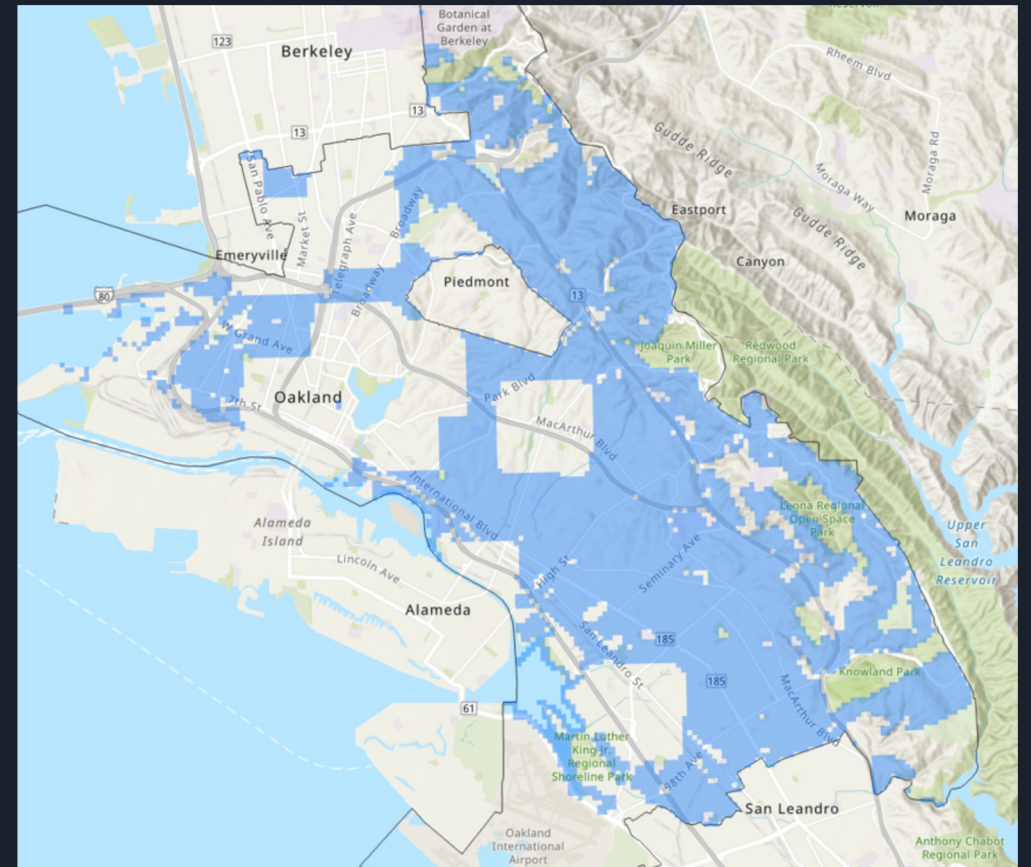 Reservoir
Botanical
Garden at
Berkeley
123
Berkeley
Rheem Blvd
13
13
Gudde Ridge
Moraga Rd
San Pablo Ave
Moraga Way
Market St
Telegraph Ave
Broadway
Eastport
Gudde Ridge
Moraga
Emeryville
Canyon
Piedmont
80
Broadway
13
W Grand Ave
Joaquin Miller
Park
Redwood
Regional Park
Park Blvd
Oakland
7th St
MacArthur Blvd
International Blvd
Leona Regional
Open Space
Park
Alameda
Island
Upper
San
Leandro
Reservoir
Lincoln Ave
High St
Seminary Ave
Alameda
San Leandro St
185
185
Knowland Park
61
MacArthur Blvd
Martin Luther
King Jr.
Regional
Shoreline Park
98th Ave
San Leandro
Oakland
International
Airport
Anthony Chabot
Regional Park